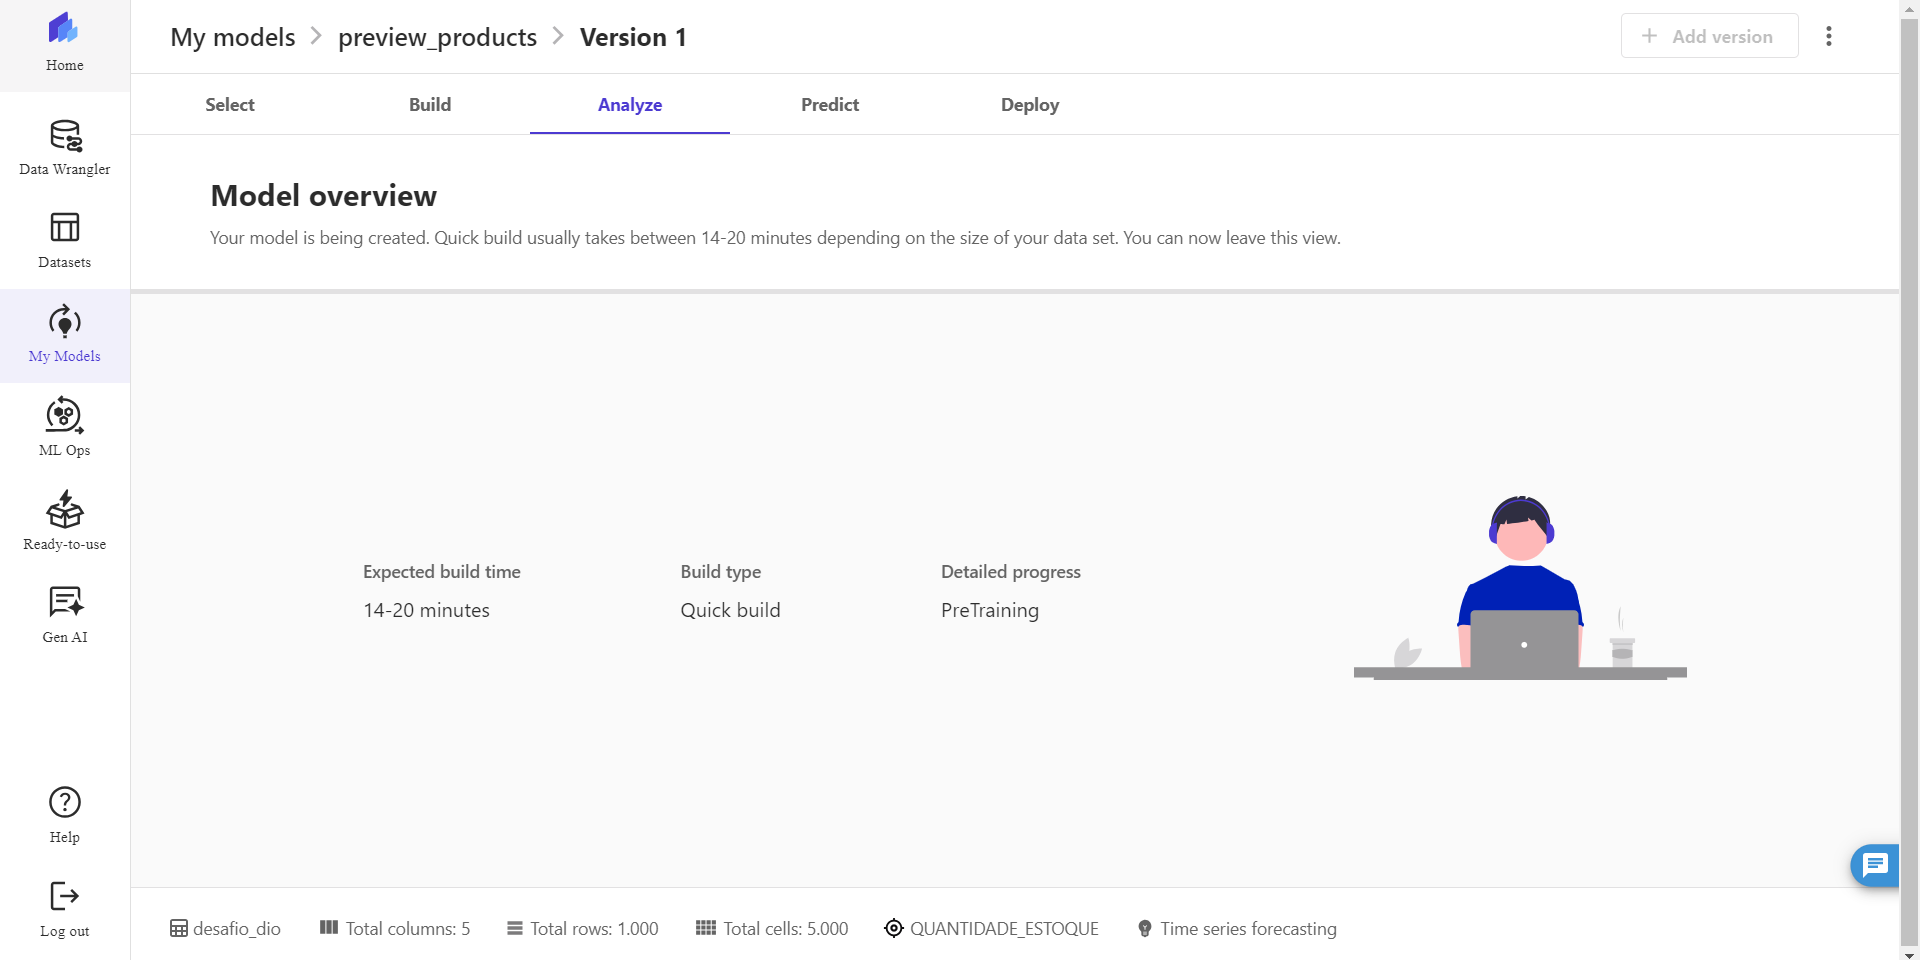 My models > preview_products > Version 1
+ Add version
Home
Data Wrangler
Datasets
My Models
ML Ops
Ready-to-use
Gen AI
Help
Log out
Select Build Analyze Predict Deploy
Model overview
Your model is being created. Quick build usually takes between 14-20 minutes depending on the size of your data set. You can now leave this view.
Expected build time Build type Detailed progress
14-20 minutes Quick build PreTraining
desafio_dio Total columns: 5 Total rows: 1.000 Total cells: 5.000 QUANTIDADE_ESTOQUE Time series forecasting